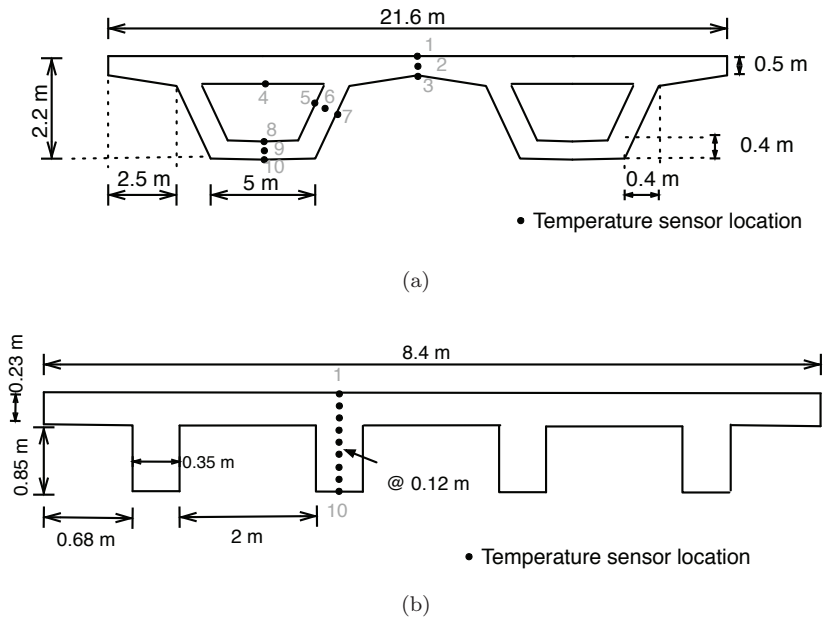 21.6 m
1
2
3
0.5 m
4
5
6
7
8
9
10
2.2 m
0.4 m
2.5 m
5 m
0.4 m
• Temperature sensor location
(a)
8.4 m
0.23 m
1
0.85 m
0.35 m
@ 0.12 m
10
0.68 m
2 m
• Temperature sensor location
(b)